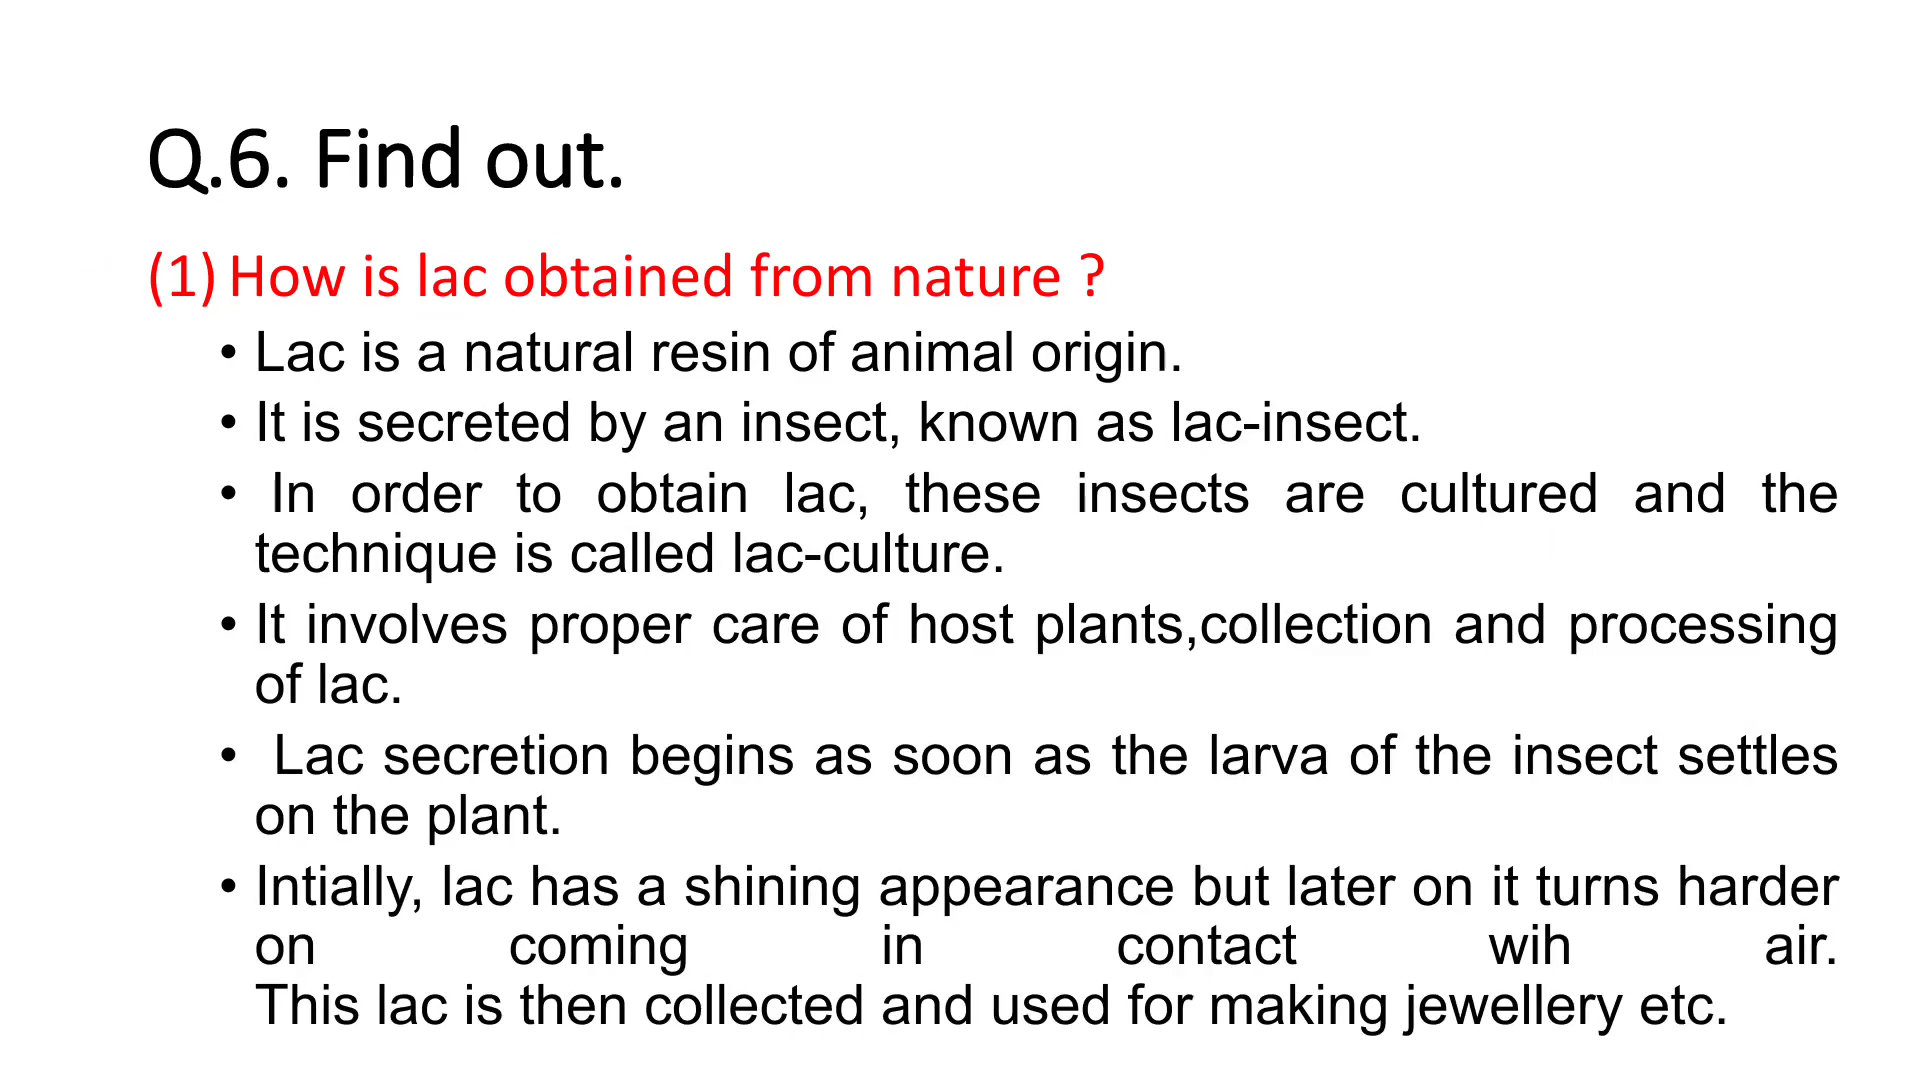 Q.6. Find out.
(1) How is lac obtained from nature ?
• Lac is a natural resin of animal origin.
• It is secreted by an insect, known as lac-insect.
• In order to obtain lac, these insects are cultured and the
technique is called lac-culture.
• It involves proper care of host plants,collection and processing
of lac.
• Lac secretion begins as soon as the larva of the insect settles
on the plant.
• Intially, lac has a shining appearance but later on it turns harder
on coming in contact wih air.
This lac is then collected and used for making jewellery etc.